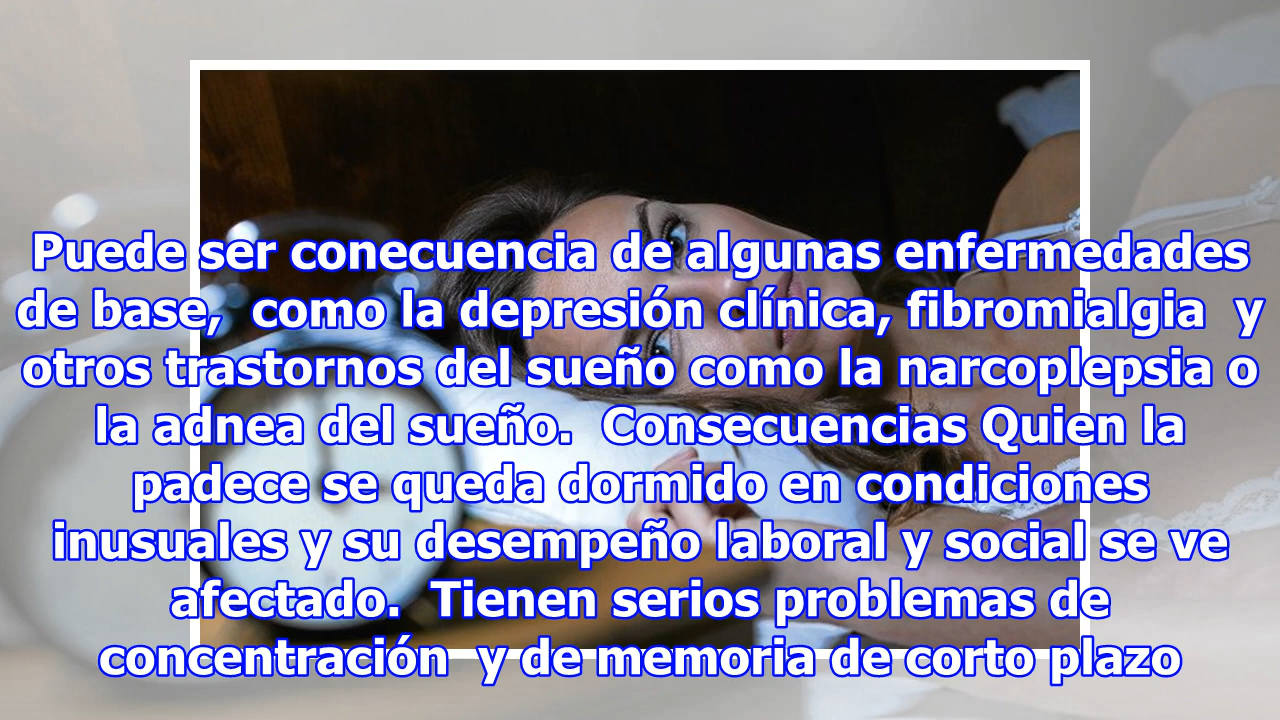 Puede ser conecuencia de algunas enfermedades
de base,  como la depresión clínica, fibromialgia  y
otros trastornos del sueño como la narcoplepsia o
la adnea del sueño.  Consecuencias Quien la
padece se queda dormido en condiciones
inusuales y su desempeño laboral y social se ve
afectado.  Tienen serios problemas de
concentración  y de memoria de corto plazo